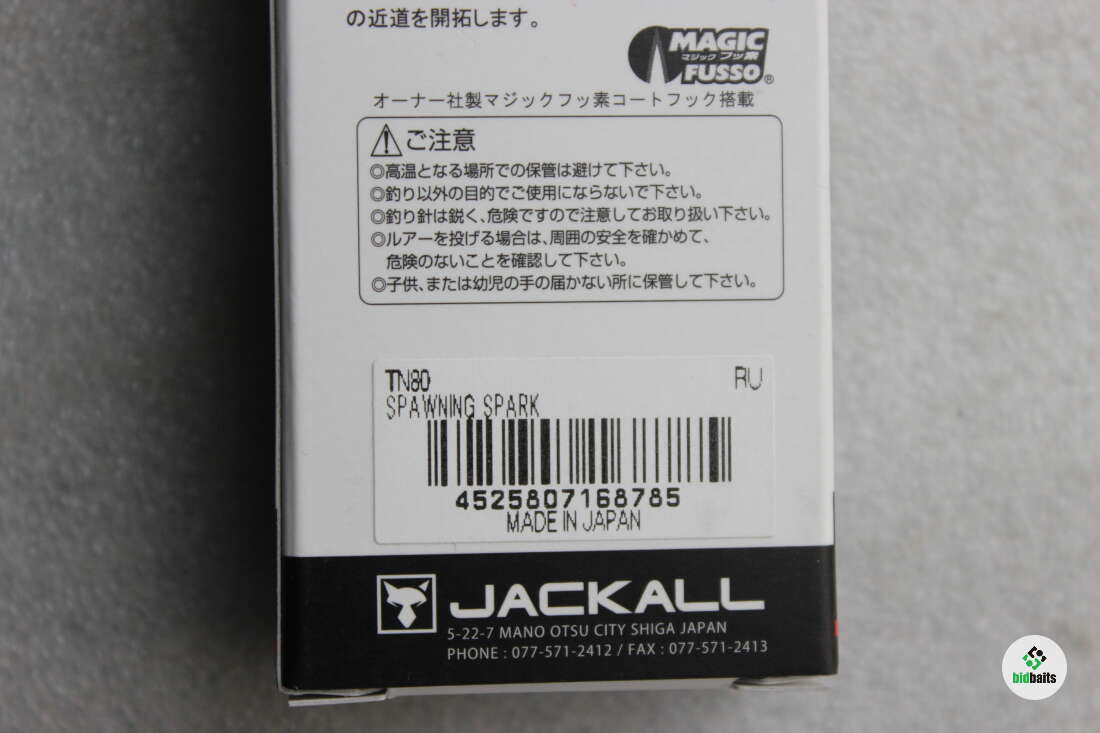 の近道を開拓します。
MAGIC
マジック フッ素
FUSSO®
オーナー社製マジックフッ素コートフック搭載
ご注意
◎高温となる場所での保管は避けて下さい。
◎釣り以外の目的でご使用にならないで下さい。
◎釣り針は鋭く、危険ですので注意してお取り扱い下さい。
◎ルアーを投げる場合は、周囲の安全を確かめて、
危険のないことを確認して下さい。
◎子供、または幼児の手の届かない所に保管して下さい。
TN80 RU
SPAWNING SPARK
4525807168785
MADE IN JAPAN
JACKALL
5-22-7 MANO OTSU CITY SHIGA JAPAN
PHONE : 077-571-2412 / FAX : 077-571-2413
bidbaits